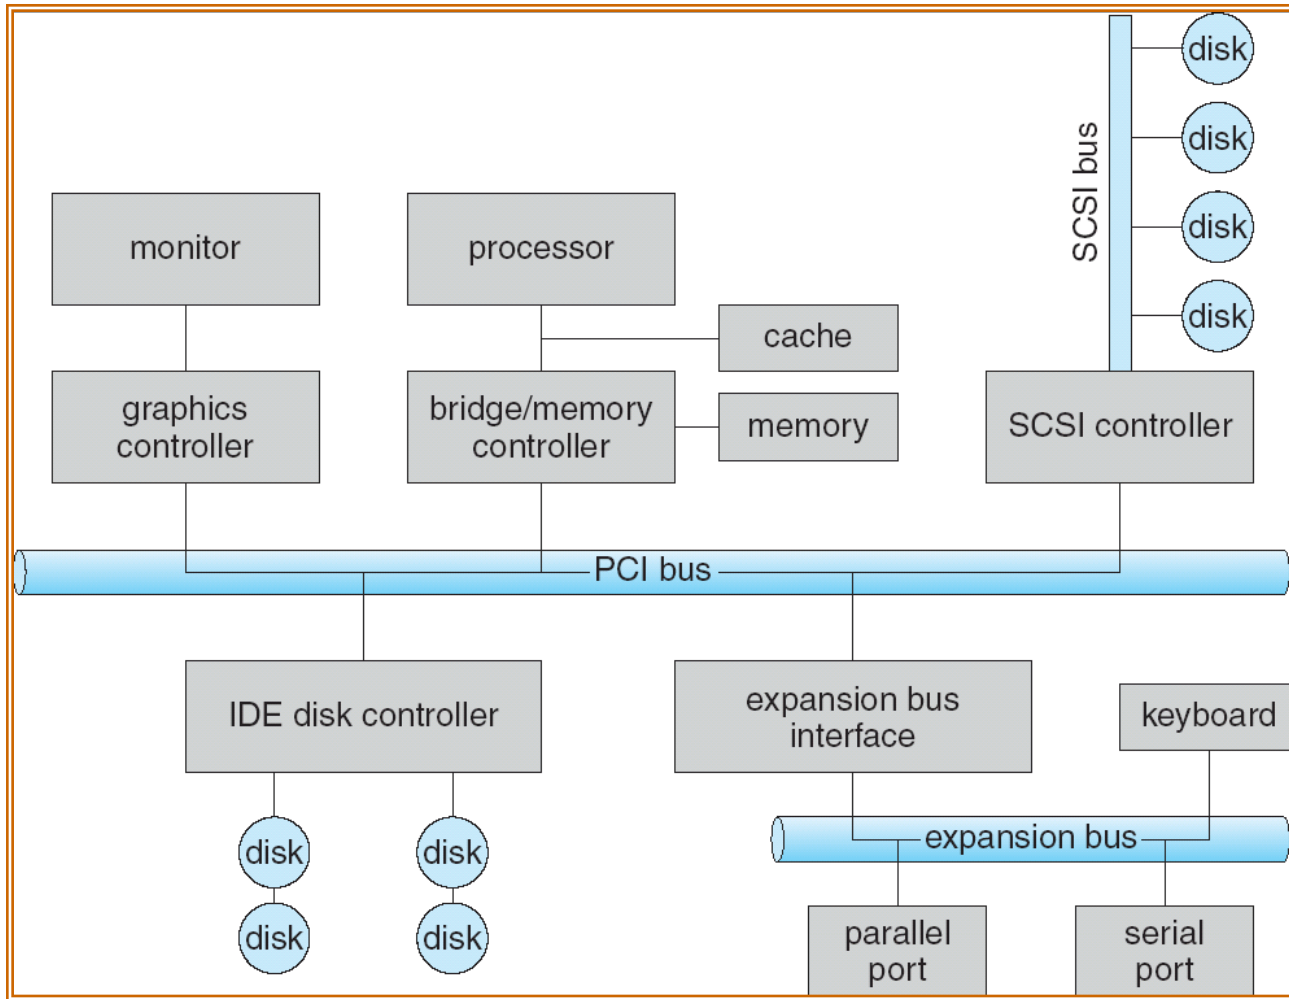 disk
disk
disk
disk
SCSI bus
monitor
processor
cache
graphics
controller
bridge/memory
controller
memory
SCSI controller
PCI bus
IDE disk controller
expansion bus
interface
keyboard
disk
disk
disk
disk
expansion bus
parallel
port
serial
port